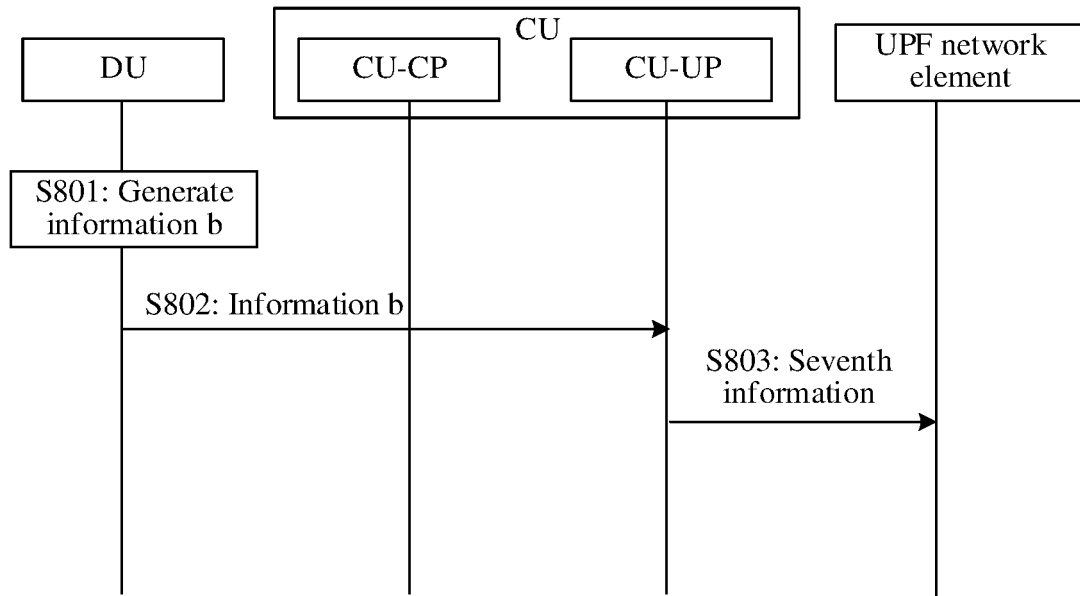 CU
DU
CU-CP
CU-UP
UPF network
element
S801: Generate
information b
S802: Information b
S803: Seventh
information